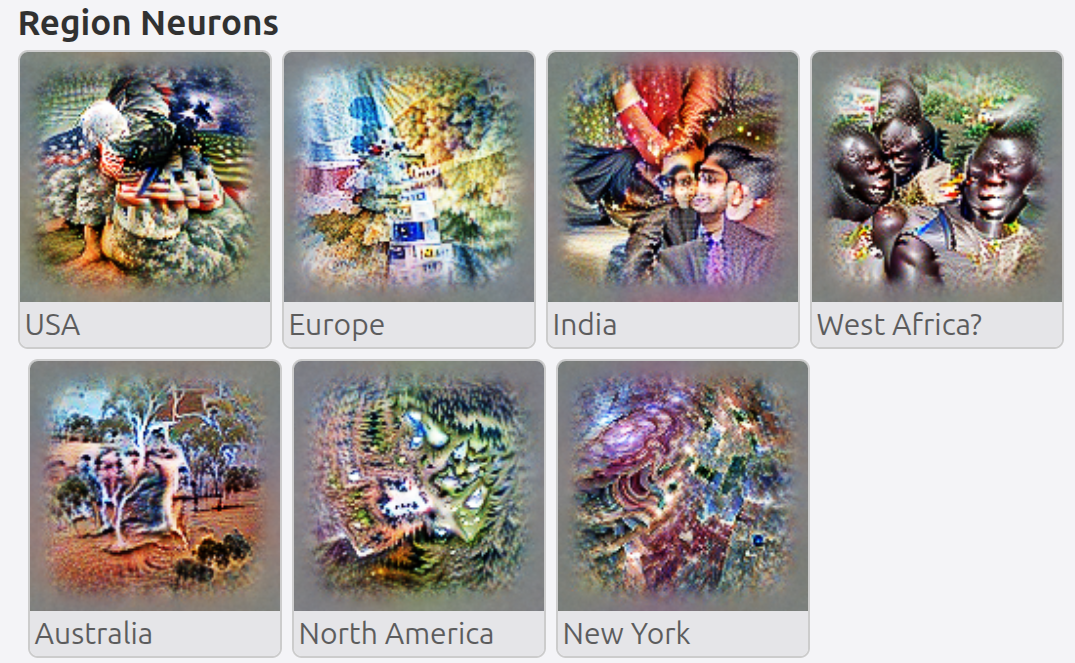 Region Neurons
USA
Europe
India
West Africa?
Australia
North America
New York